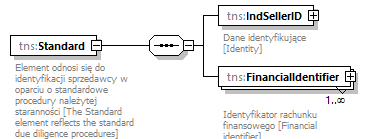 tns:IndSellerID
Dane identyfikujące
[Identity]
tns:Standard
Element odnosi się do
identyfikacji sprzedawcy w
oparciu o standardowe
procedury należytej
staranności [The Standard
element reflects the standard
due diligence procedures]
tns:FinancialIdentifier
1..∞
Identyfikator rachunku
finansowego [Financial
identifier]